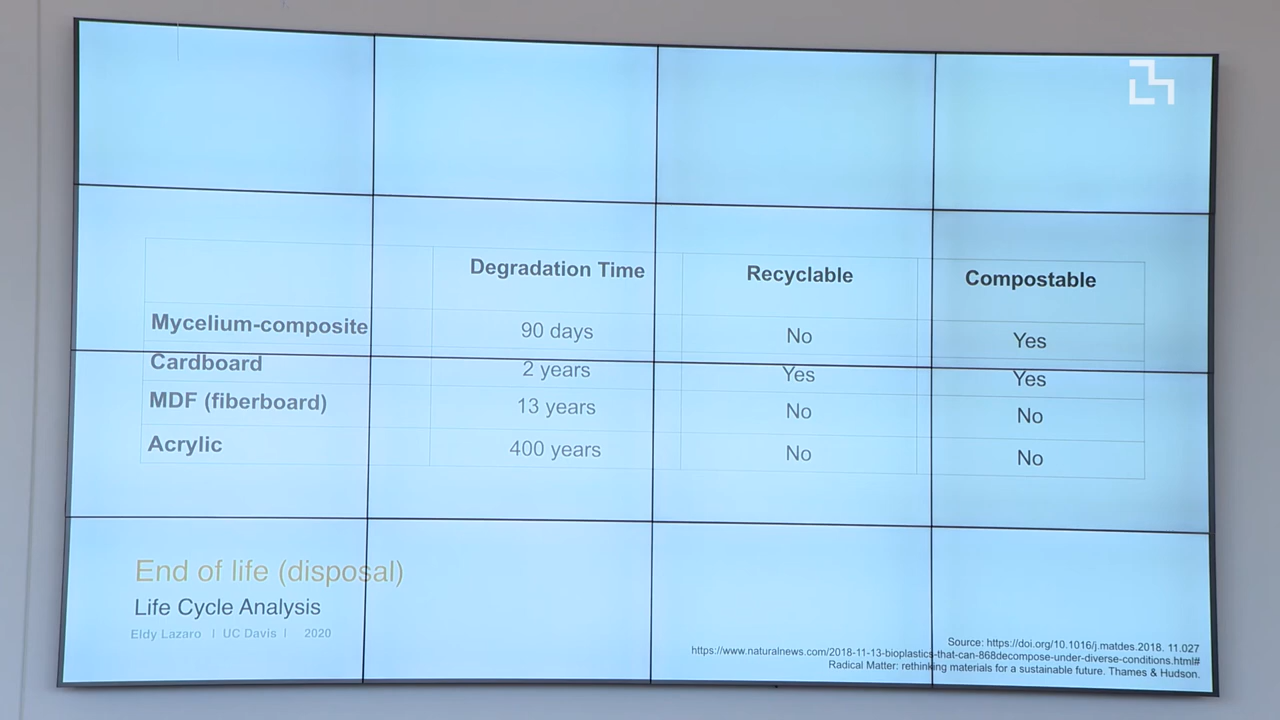 Degradation Time Recyclable Compostable
Mycelium-composite 90 days No Yes
Cardboard 2 years Yes Yes
MDF (fiberboard) 13 years No No
Acrylic 400 years No No
End of life (disposal)
Life Cycle Analysis
Eldy Lazaro | UC Davis | 2020
Source: https://doi.org/10.1016/j.matdes.2018. 11.027
https://www.naturalnews.com/2018-11-13-bioplastics-that-can-868decompose-under-diverse-conditions.html#
Radical Matter: rethinking materials for a sustainable future. Thames & Hudson.